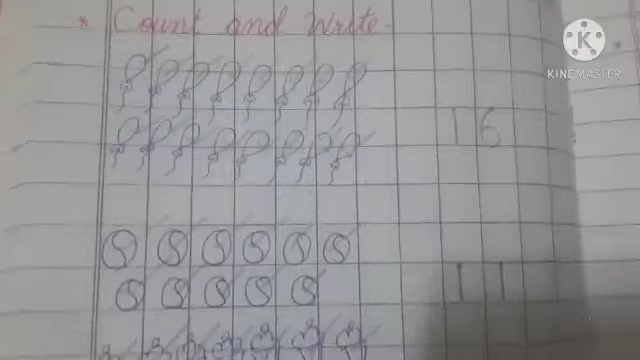 * Count and Write -
KINEMASTER
16
S S S S S S
S S S S S
11